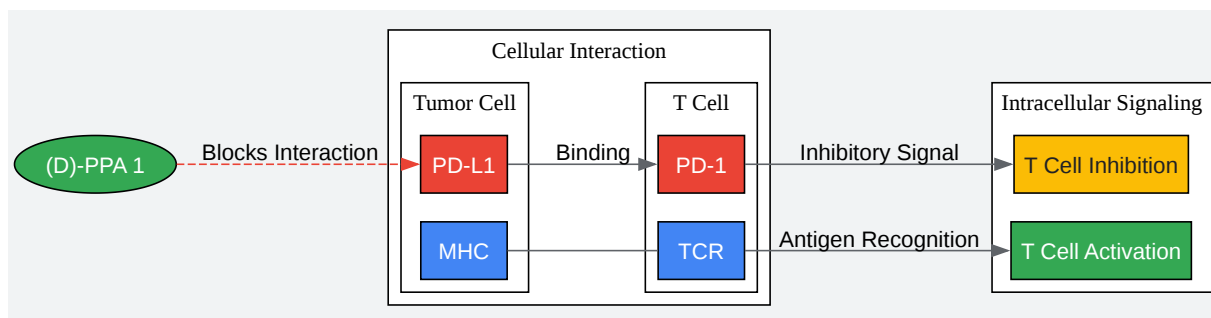 Cellular Interaction
Tumor Cell
T Cell
Intracellular Signaling
(D)-PPA 1
Blocks Interaction
PD-L1
Binding
PD-1
Inhibitory Signal
T Cell Inhibition
MHC
TCR
Antigen Recognition
T Cell Activation